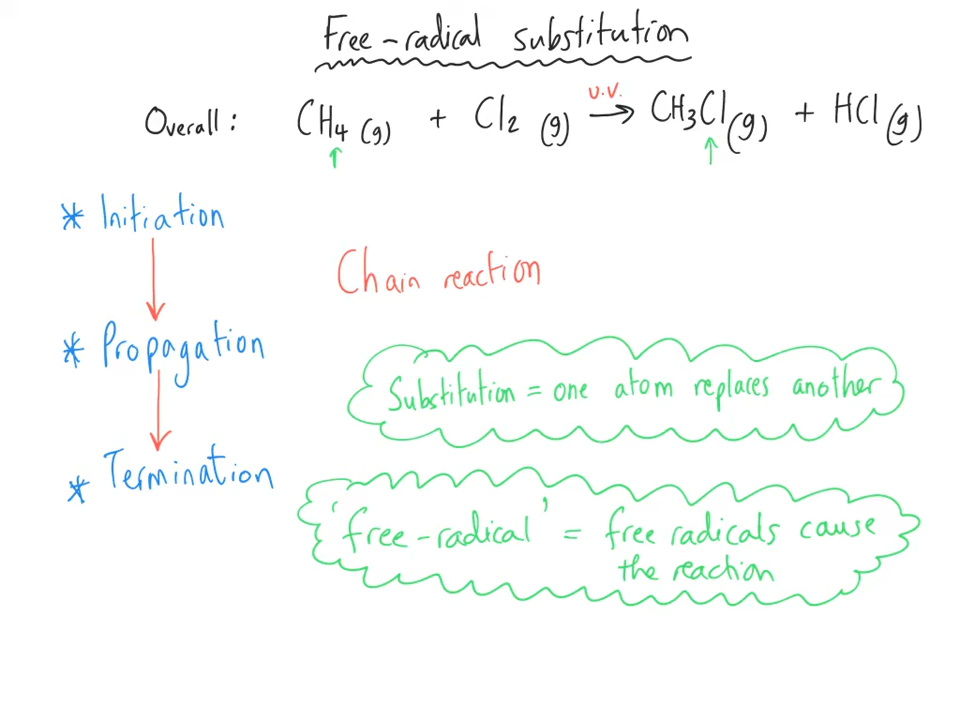 Free-radical substitution
Overall: CH4 (g) + Cl2 (g) u.v. → CH3Cl (g) + HCl (g)
↑ ↑
* Initiation
Chain reaction
* Propagation
Substitution = one atom replaces another
* Termination
'free-radical' = free radicals cause
the reaction